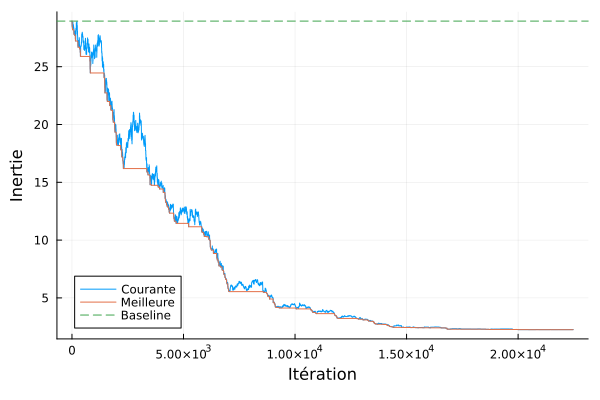 Inertie
25
20
15
10
5
Courante
Meilleure
Baseline
0
5.00×10³
1.00×10⁴
1.50×10⁴
2.00×10⁴
Itération